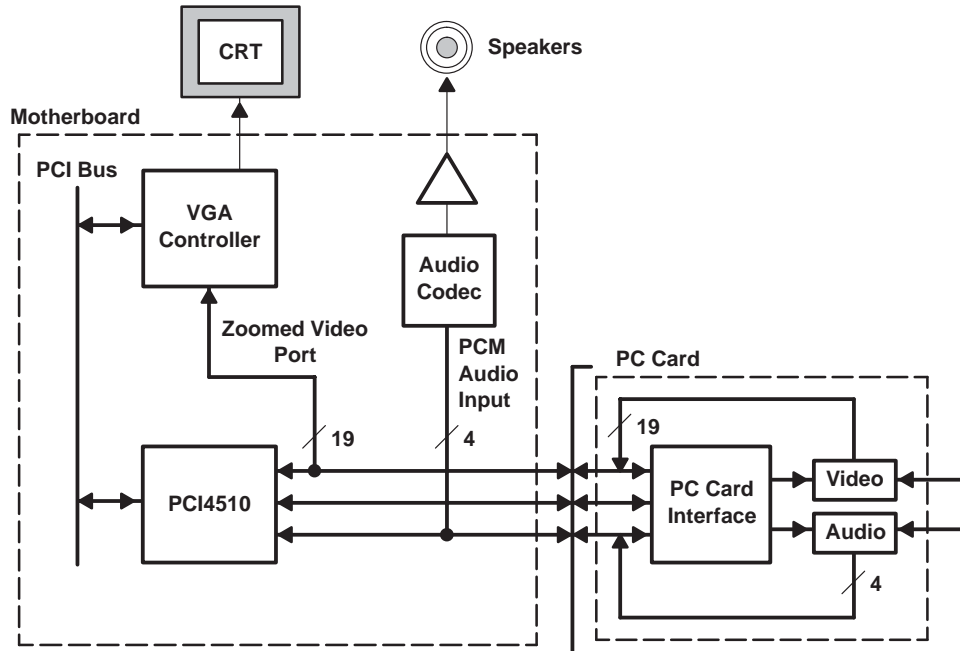 CRT
Speakers
Motherboard
PCI Bus
VGA
Controller
Audio
Codec
Zoomed Video
Port
PCM
Audio
Input
PC Card
19
4
19
PCI4510
PC Card
Interface
Video
Audio
4